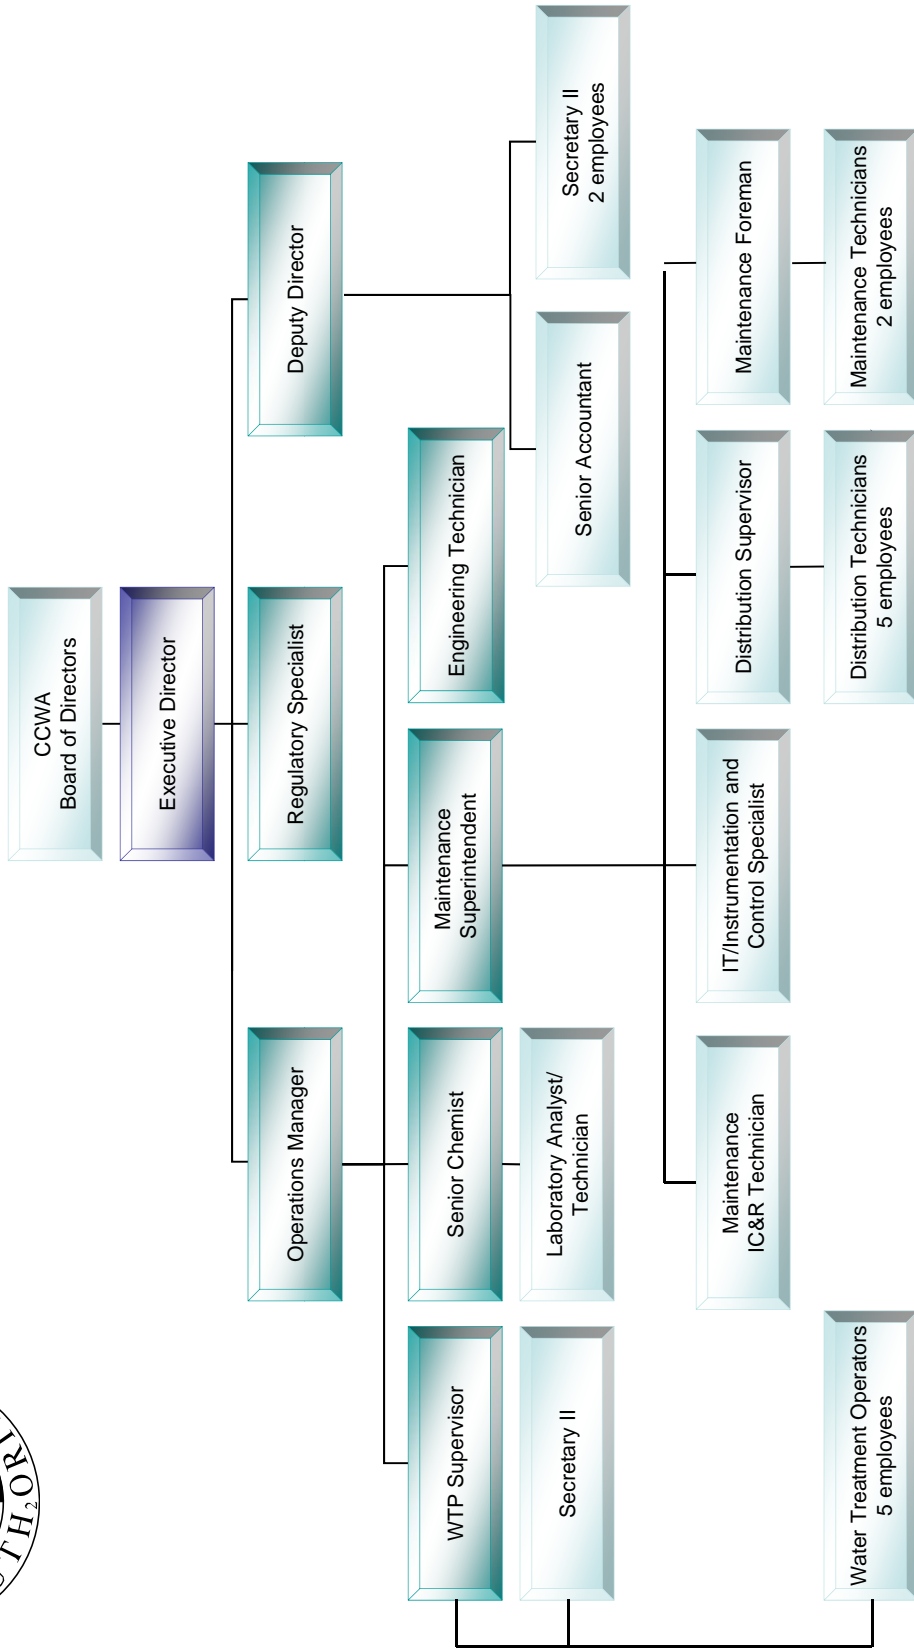 CCWA
Board of Directors
Executive Director
Operations Manager
Regulatory Specialist
Deputy Director
WTP Supervisor
Senior Chemist
Maintenance
Superintendent
Engineering Technician
Secretary II
Laboratory Analyst/
Technician
Senior Accountant
Secretary II
2 employees
Maintenance
IC&R Technician
IT/Instrumentation and
Control Specialist
Distribution Supervisor
Maintenance Foreman
Water Treatment Operators
5 employees
Distribution Technicians
5 employees
Maintenance Technicians
2 employees